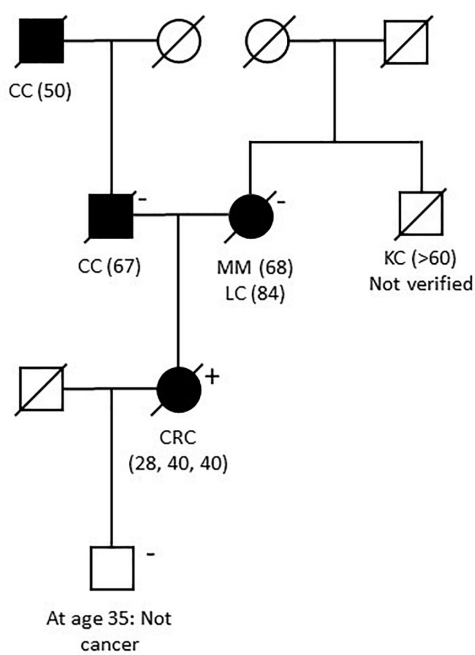 CC (50)
-
-
CC (67)
MM (68)
LC (84)
KC (>60)
Not verified
+
CRC
(28, 40, 40)
-
At age 35: Not
cancer